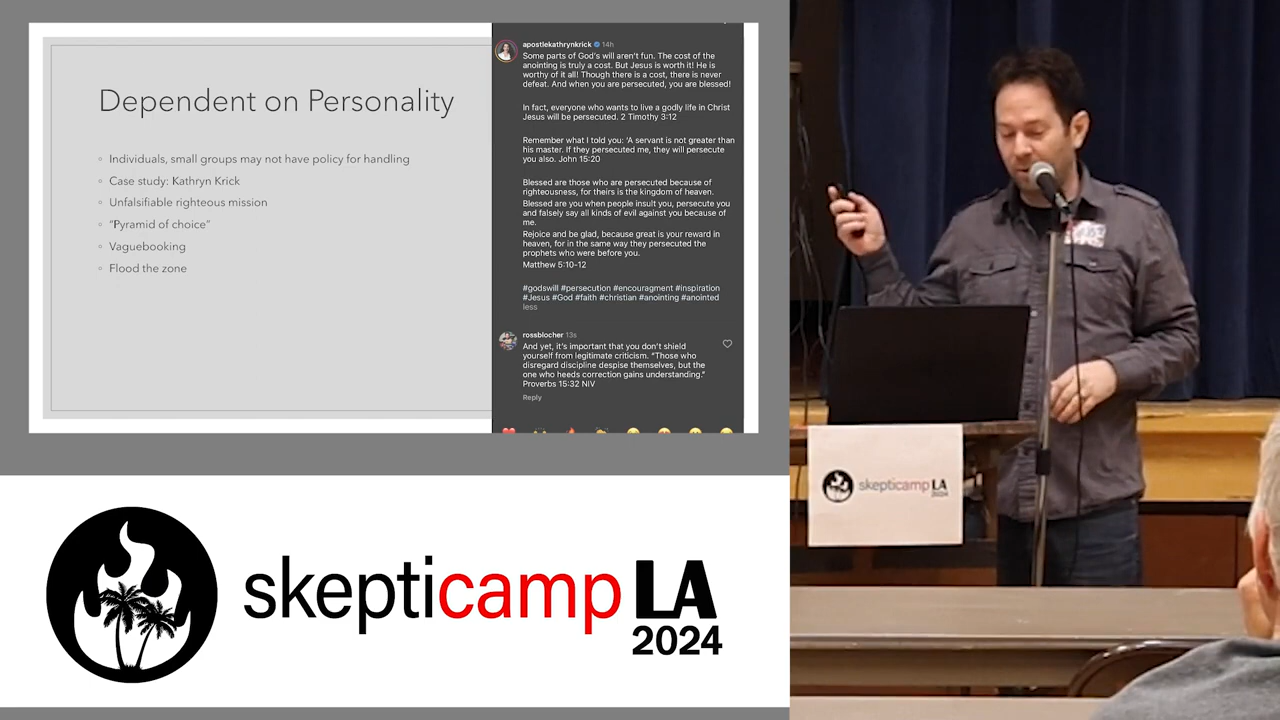 Dependent on Personality
Individuals, small groups may not have policy for handling
Case study: Kathryn Krick
Unfalsifiable righteous mission
"Pyramid of choice"
Vaguebooking
Flood the zone
apostlekathrynkrick 14h
Some parts of God's will aren't fun. The cost of the
anointing is truly a cost. But Jesus is worth it! He is
worthy of it all! Though there is a cost, there is never
defeat. And when you are persecuted, you are blessed!
In fact, everyone who wants to live a godly life in Christ
Jesus will be persecuted. 2 Timothy 3:12
Remember what I told you: 'A servant is not greater than
his master. If they persecuted me, they will persecute
you also. John 15:20
Blessed are those who are persecuted because of
righteousness, for theirs is the kingdom of heaven.
Blessed are you when people insult you, persecute you
and falsely say all kinds of evil against you because of
me.
Rejoice and be glad, because great is your reward in
heaven, for in the same way they persecuted the
prophets who were before you.
Matthew 5:10-12
#godswill #persecution #encouragment #inspiration
#Jesus #God #faith #christian #anointing #anointed
less
rossblocher 13s
And yet, it's important that you don't shield
yourself from legitimate criticism. "Those who
disregard discipline despise themselves, but the
one who heeds correction gains understanding."
Proverbs 15:32 NIV
Reply
skepticamp LA
2024
skepticamp LA
2024